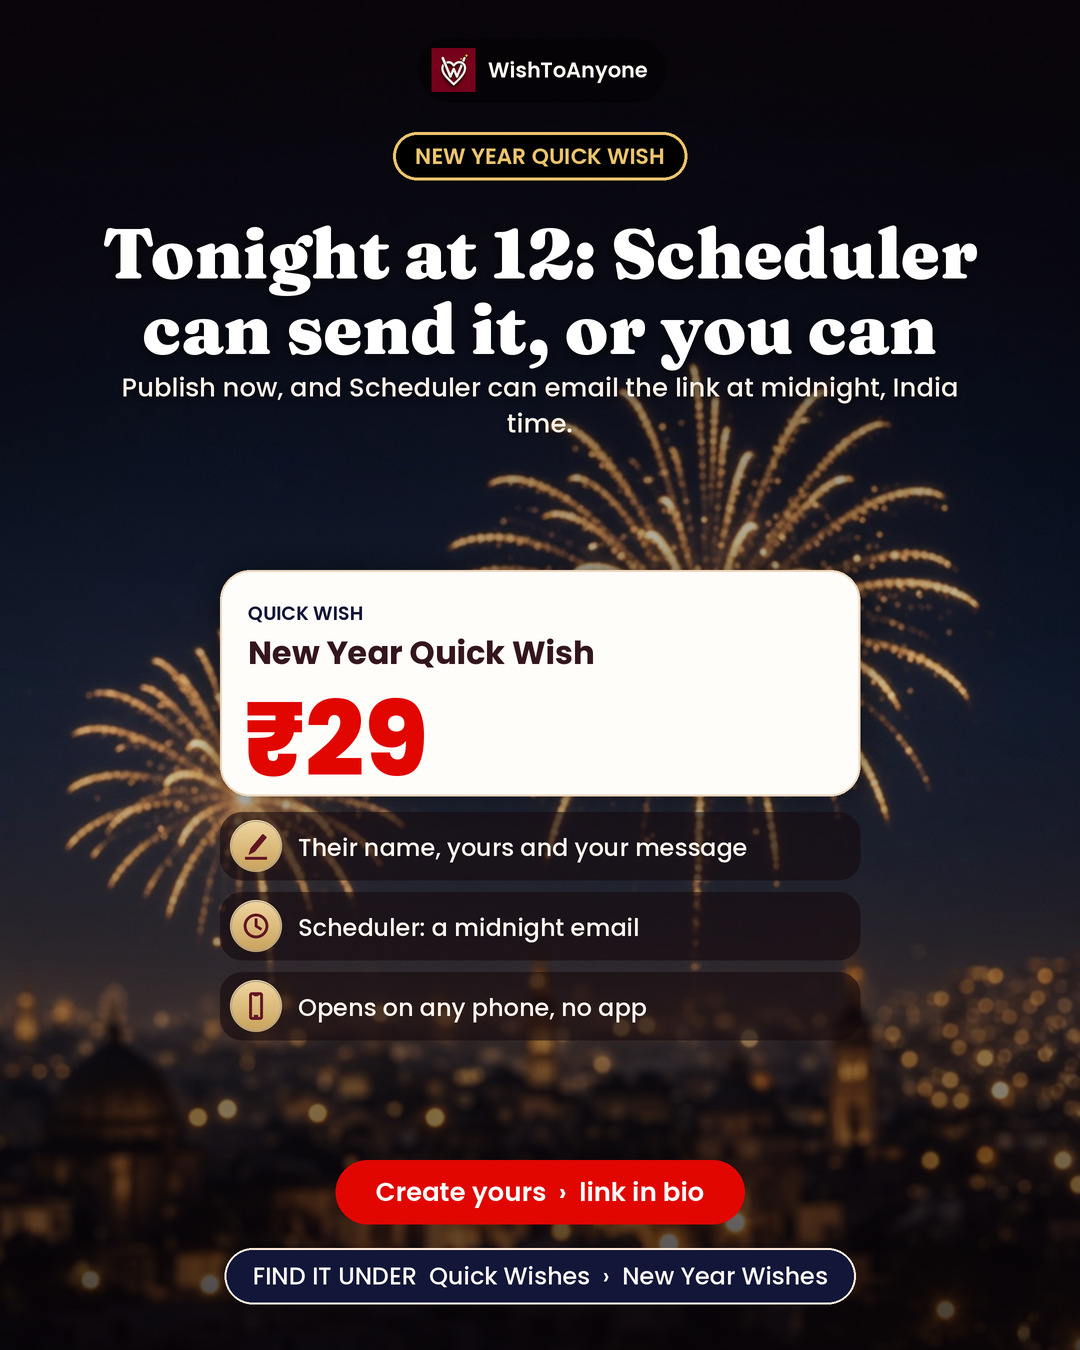 WishToAnyone
NEW YEAR QUICK WISH
Tonight at 12: Scheduler
can send it, or you can
Publish now, and Scheduler can email the link at midnight, India
time.
QUICK WISH
New Year Quick Wish
₹29
Their name, yours and your message
Scheduler: a midnight email
Opens on any phone, no app
Create yours › link in bio
FIND IT UNDER Quick Wishes › New Year Wishes